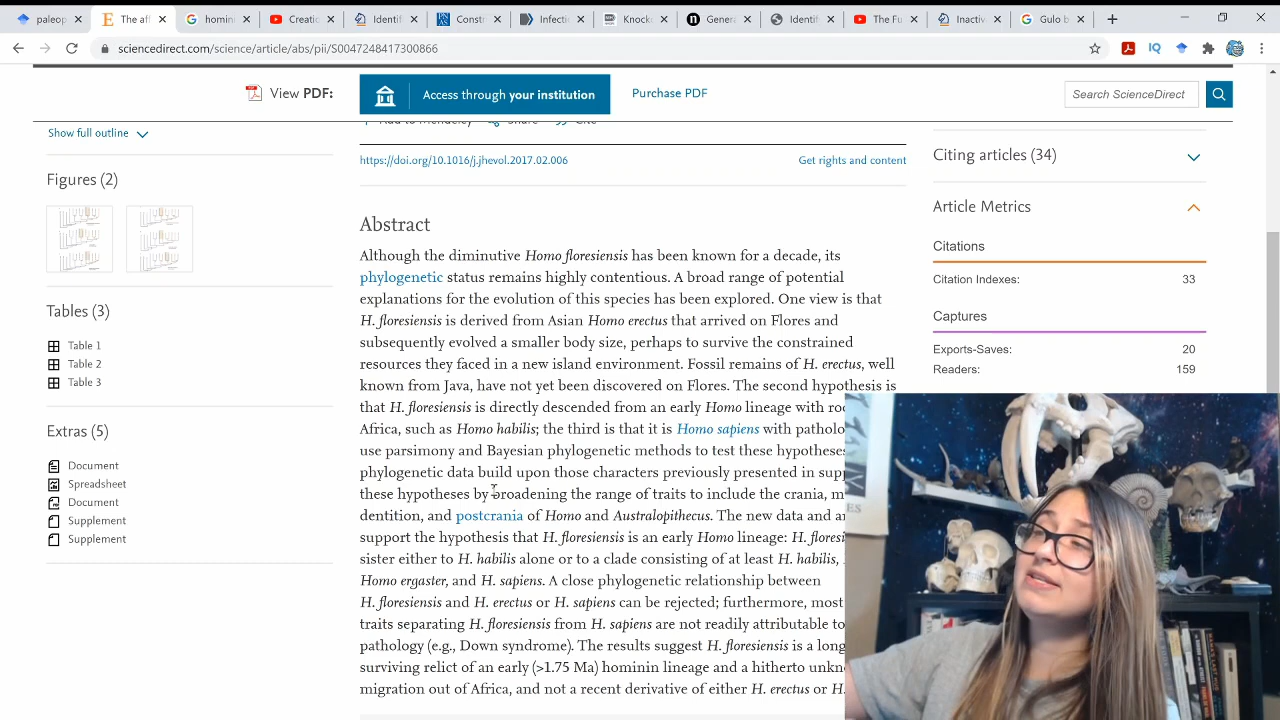 paleop
The aff
homin
Creatio
Identif
Constr
Infecti
Knock
Genera
Identif
The Fu
Inactiv
Gulo b
sciencedirect.com/science/article/abs/pii/S0047248417300866
View PDF:
Access through your institution
Purchase PDF
Search ScienceDirect
Add to Mendeley Share Cite
Show full outline
https://doi.org/10.1016/j.jhevol.2017.02.006
Get rights and content
Citing articles (34)
Figures (2)
Article Metrics
Abstract
Citations
Although the diminutive Homo floresiensis has been known for a decade, its
phylogenetic status remains highly contentious. A broad range of potential
Citation Indexes: 33
explanations for the evolution of this species has been explored. One view is that
Tables (3)
Captures
H. floresiensis is derived from Asian Homo erectus that arrived on Flores and
Table 1
subsequently evolved a smaller body size, perhaps to survive the constrained
Exports-Saves: 20
Table 2
resources they faced in a new island environment. Fossil remains of H. erectus, well
Readers: 159
Table 3
known from Java, have not yet been discovered on Flores. The second hypothesis is
that H. floresiensis is directly descended from an early Homo lineage with roo
Extras (5)
Africa, such as Homo habilis; the third is that it is Homo sapiens with patholo
use parsimony and Bayesian phylogenetic methods to test these hypotheses
Document
phylogenetic data build upon those characters previously presented in supp
Spreadsheet
these hypotheses by broadening the range of traits to include the crania, m
Document
dentition, and postcrania of Homo and Australopithecus. The new data and an
Supplement
support the hypothesis that H. floresiensis is an early Homo lineage: H. floresi
Supplement
sister either to H. habilis alone or to a clade consisting of at least H. habilis,
Homo ergaster, and H. sapiens. A close phylogenetic relationship between
H. floresiensis and H. erectus or H. sapiens can be rejected; furthermore, most
traits separating H. floresiensis from H. sapiens are not readily attributable to
pathology (e.g., Down syndrome). The results suggest H. floresiensis is a long
surviving relict of an early (>1.75 Ma) hominin lineage and a hitherto unkn
migration out of Africa, and not a recent derivative of either H. erectus or H.